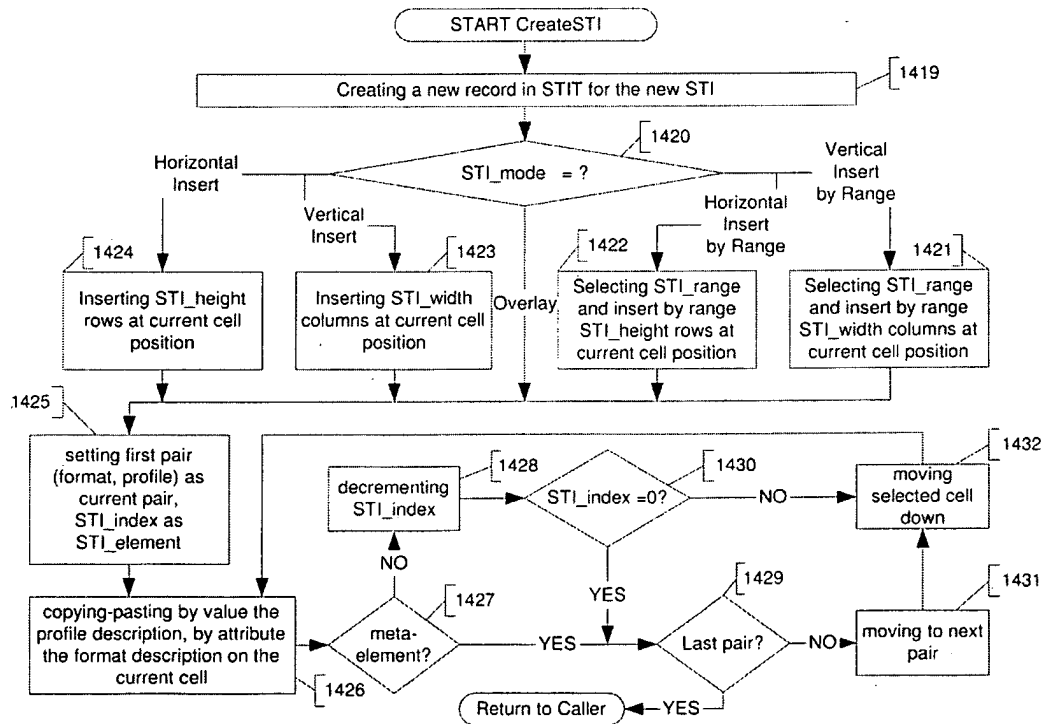 START CreateSTI
1419
Creating a new record in STIT for the new STI
1420
STI_mode = ?
Horizontal
Insert
Vertical
Insert
Overlay
Horizontal
Insert
by Range
Vertical
Insert
by Range
1424
Inserting STI_height
rows at current cell
position
1423
Inserting STI_width
columns at current cell
position
1422
Selecting STI_range
and insert by range
STI_height rows at
current cell position
1421
Selecting STI_range
and insert by range
STI_width columns at
current cell position
1425
setting first pair
(format, profile) as
current pair,
STI_index as
STI_element
1428
decrementing
STI_index
1430
STI_index =0?
NO
1432
moving
selected cell
down
NO
YES
1426
copying-pasting by value the
profile description, by attribute
the format description on the
current cell
1427
meta-
element?
YES
1429
Last pair?
NO
1431
moving to next
pair
YES
Return to Caller